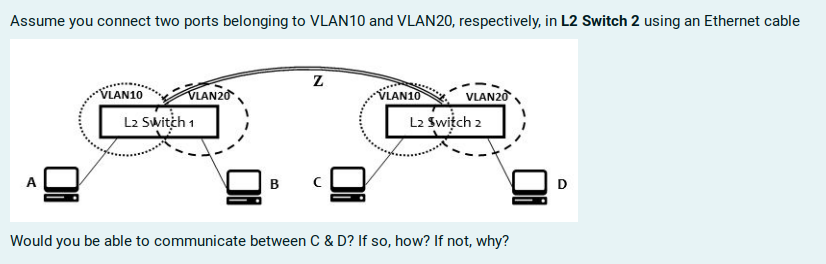 Assume you connect two ports belonging to VLAN10 and VLAN20, respectively, in L2 Switch 2 using an Ethernet cable
Z
VLAN10 VLAN20 VLAN10 VLAN20
L2 Switch 1 L2 Switch 2
A B C D
Would you be able to communicate between C & D? If so, how? If not, why?